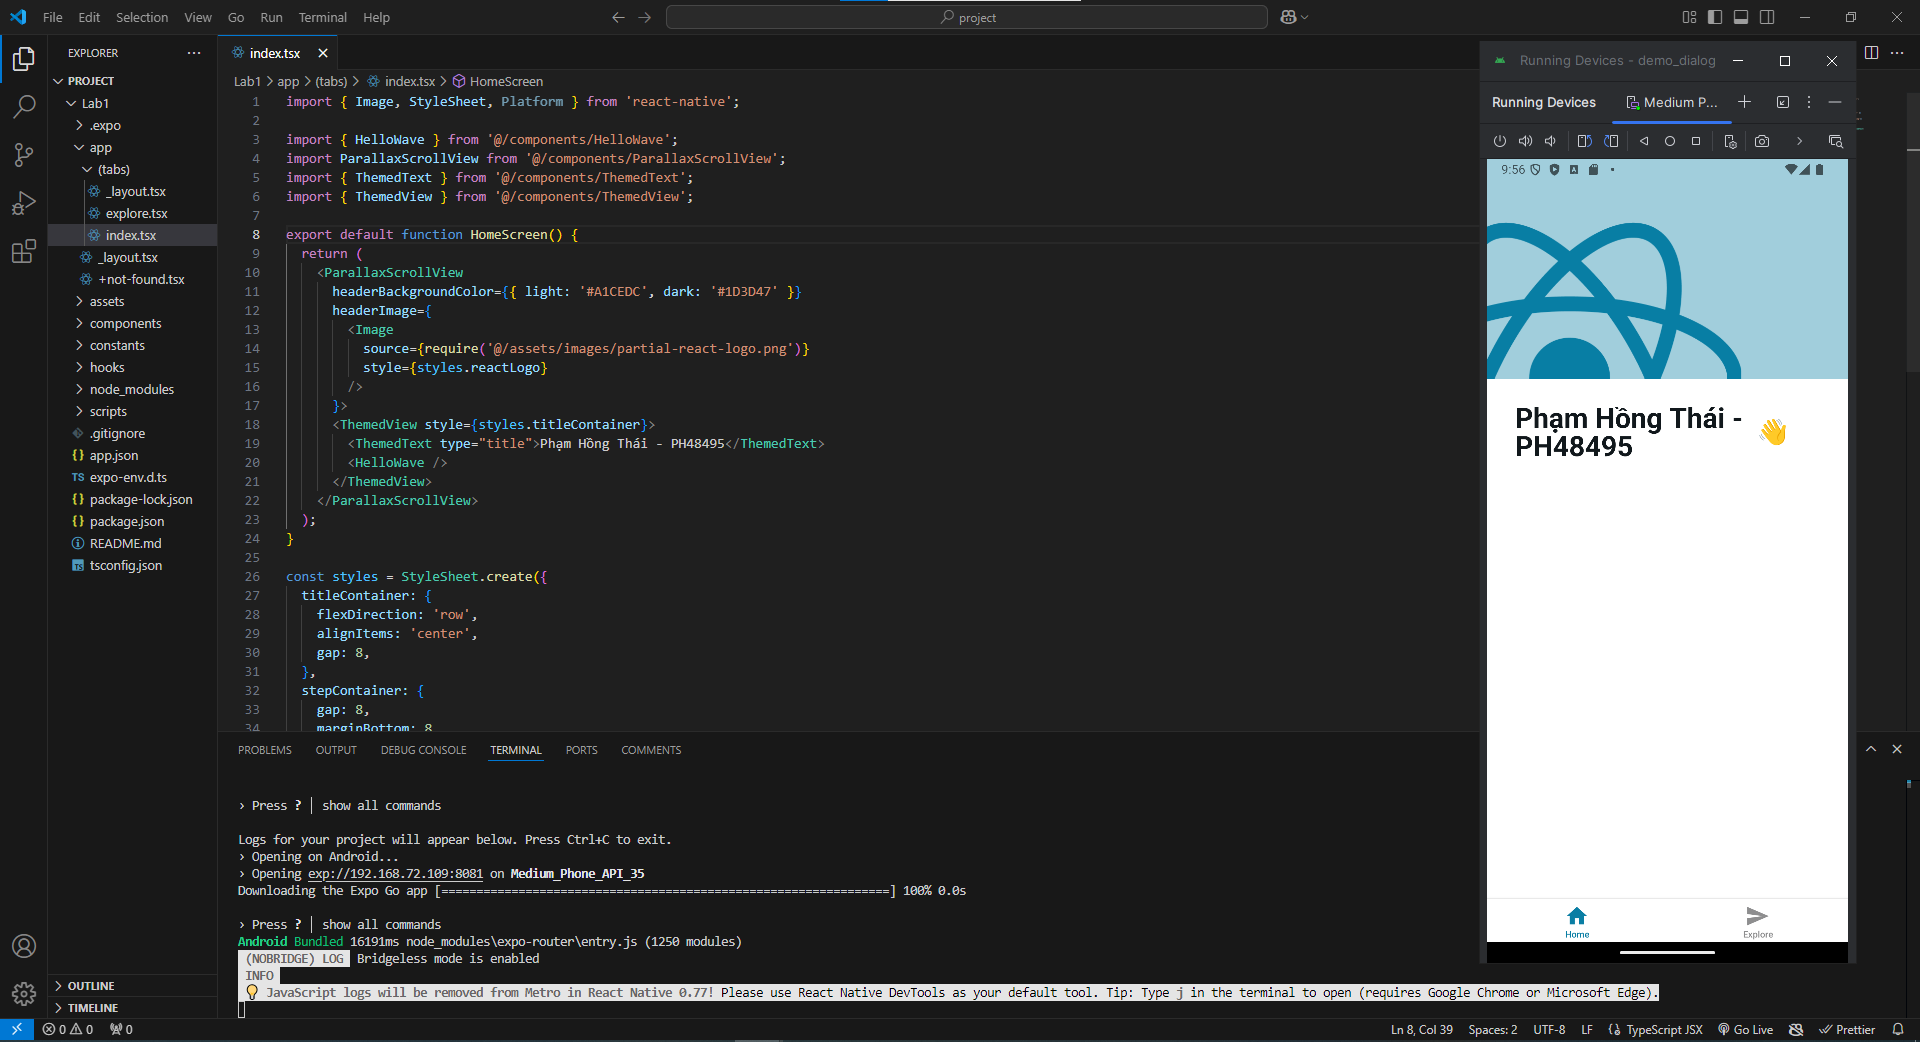 File Edit Selection View Go Run Terminal Help
project
EXPLORER
PROJECT
Lab1
.expo
app
(tabs)
_layout.tsx
explore.tsx
index.tsx
_layout.tsx
+not-found.tsx
assets
components
constants
hooks
node_modules
scripts
.gitignore
app.json
expo-env.d.ts
package-lock.json
package.json
README.md
tsconfig.json
OUTLINE
TIMELINE
index.tsx
Lab1 > app > (tabs) > index.tsx > HomeScreen
1 import { Image, StyleSheet, Platform } from 'react-native';
2
3 import { HelloWave } from '@/components/HelloWave';
4 import ParallaxScrollView from '@/components/ParallaxScrollView';
5 import { ThemedText } from '@/components/ThemedText';
6 import { ThemedView } from '@/components/ThemedView';
7
8 export default function HomeScreen() {
9 return (
10 <ParallaxScrollView
11 headerBackgroundColor={{ light: '#A1CEDC', dark: '#1D3D47' }}
12 headerImage={
13 <Image
14 source={require('@/assets/images/partial-react-logo.png')}
15 style={styles.reactLogo}
16 />
17 }>
18 <ThemedView style={styles.titleContainer}>
19 <ThemedText type="title">Phạm Hồng Thái - PH48495</ThemedText>
20 <HelloWave />
21 </ThemedView>
22 </ParallaxScrollView>
23 );
24 }
25
26 const styles = StyleSheet.create({
27 titleContainer: {
28 flexDirection: 'row',
29 alignItems: 'center',
30 gap: 8,
31 },
32 stepContainer: {
33 gap: 8,
34 marginBottom: 8
PROBLEMS OUTPUT DEBUG CONSOLE TERMINAL PORTS COMMENTS
› Press ? │ show all commands
Logs for your project will appear below. Press Ctrl+C to exit.
› Opening on Android...
› Opening exp://192.168.72.109:8081 on Medium_Phone_API_35
Downloading the Expo Go app [================================================================] 100% 0.0s
› Press ? │ show all commands
Android Bundled 16191ms node_modules\expo-router\entry.js (1250 modules)
(NOBRIDGE) LOG Bridgeless mode is enabled
INFO
💡 JavaScript logs will be removed from Metro in React Native 0.77! Please use React Native DevTools as your default tool. Tip: Type j in the terminal to open (requires Google Chrome or Microsoft Edge).
Running Devices - demo_dialog
Running Devices Medium P...
9:56
Phạm Hồng Thái -
PH48495 👋
Home Explore
0 0 0 Ln 8, Col 39 Spaces: 2 UTF-8 LF TypeScript JSX Go Live Prettier